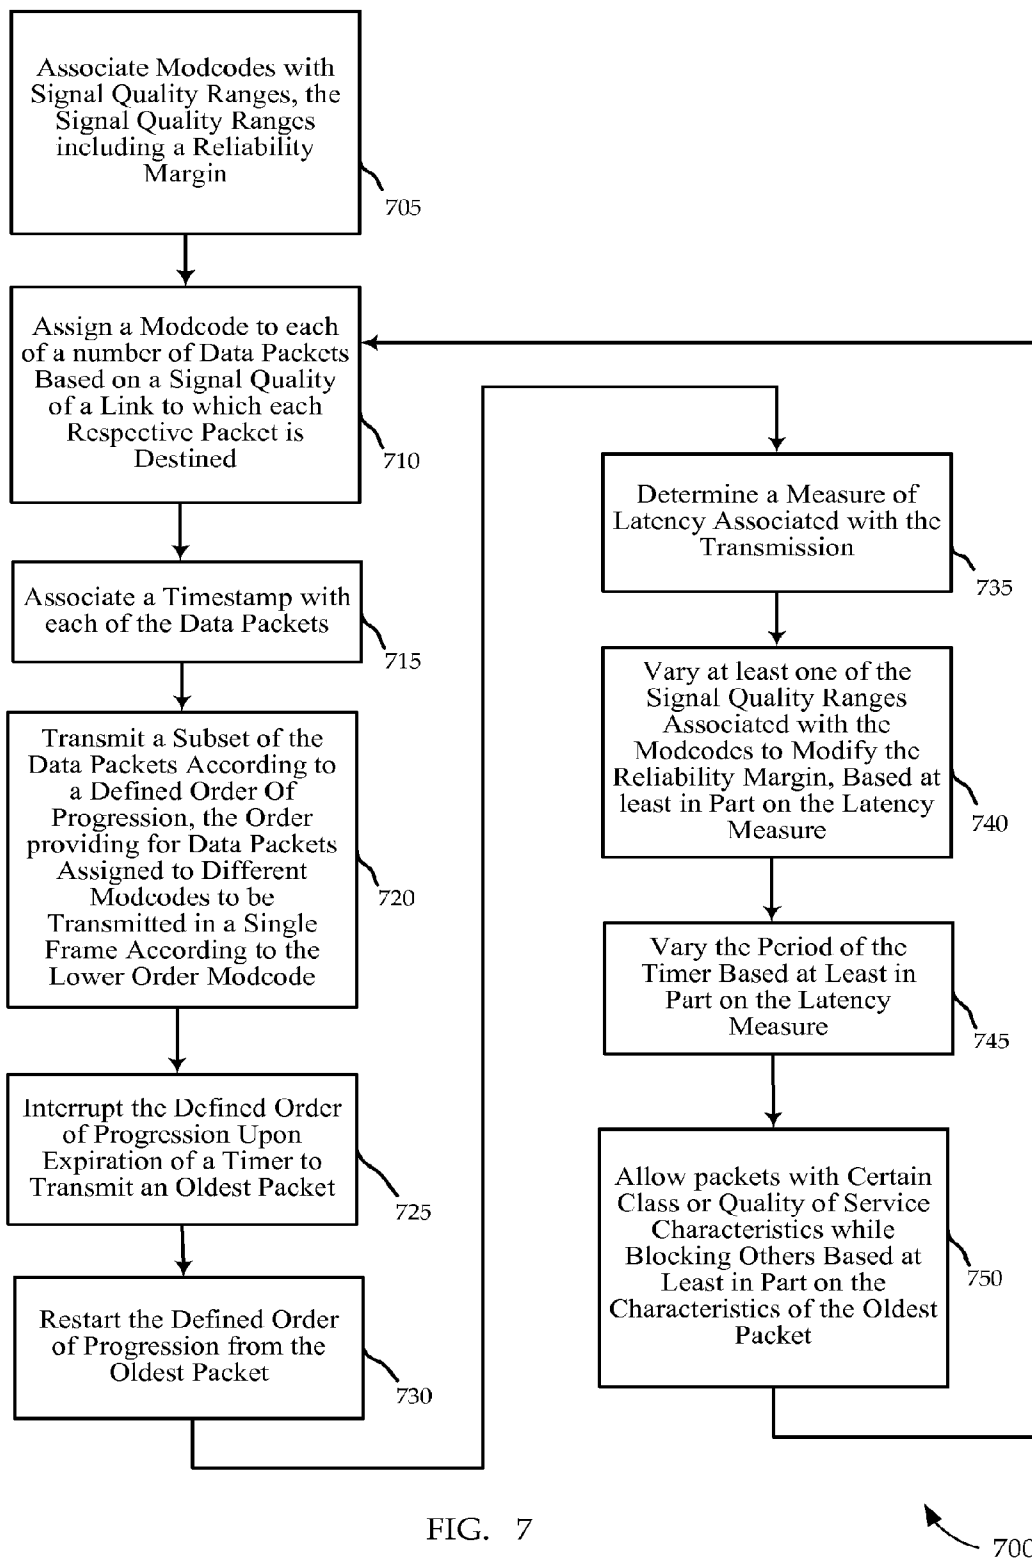 Associate Modcodes with
Signal Quality Ranges, the
Signal Quality Ranges
including a Reliability
Margin
705
Assign a Modcode to each
of a number of Data Packets
Based on a Signal Quality
of a Link to which each
Respective Packet is
Destined
710
Associate a Timestamp with
each of the Data Packets
715
Transmit a Subset of the
Data Packets According to
a Defined Order Of
Progression, the Order
providing for Data Packets
Assigned to Different
Modcodes to be
Transmitted in a Single
Frame According to the
Lower Order Modcode
720
Interrupt the Defined Order
of Progression Upon
Expiration of a Timer to
Transmit an Oldest Packet
725
Restart the Defined Order
of Progression from the
Oldest Packet
730
Determine a Measure of
Latency Associated with the
Transmission
735
Vary at least one of the
Signal Quality Ranges
Associated with the
Modcodes to Modify the
Reliability Margin, Based at
least in Part on the Latency
Measure
740
Vary the Period of the
Timer Based at Least in
Part on the Latency
Measure
745
Allow packets with Certain
Class or Quality of Service
Characteristics while
Blocking Others Based at
Least in Part on the
Characteristics of the Oldest
Packet
750
FIG. 7
700